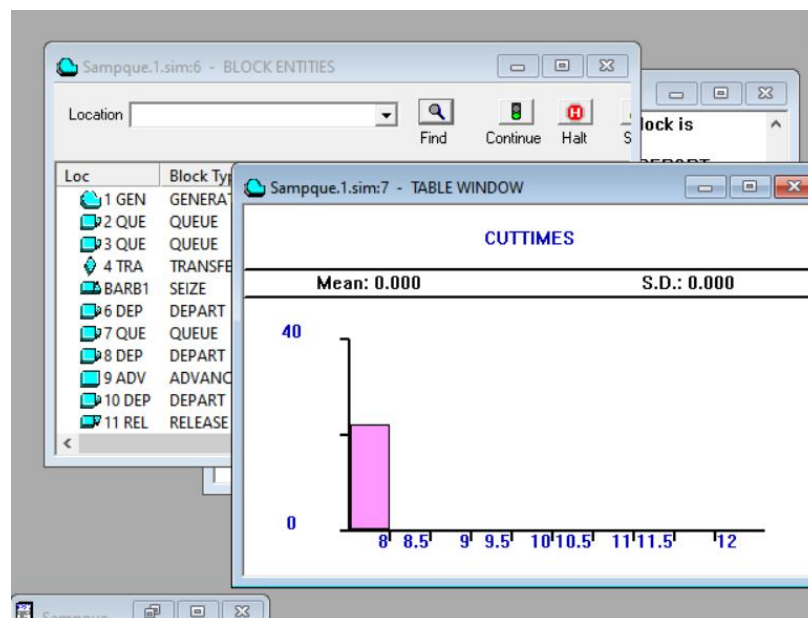 Sampque.1.sim:6 - BLOCK ENTITIES
Location
Find
Continue
Halt
S
lock is
Loc
Block Typ
1 GEN GENERAT
2 QUE QUEUE
3 QUE QUEUE
4 TRA TRANSFE
BARB1 SEIZE
6 DEP DEPART
7 QUE QUEUE
8 DEP DEPART
9 ADV ADVANC
10 DEP DEPART
11 REL RELEASE
Sampque.1.sim:7 - TABLE WINDOW
CUTTIMES
Mean: 0.000
S.D.: 0.000
40
0
8 8.5 9 9.5 10 10.5 11 11.5 12
Sampque